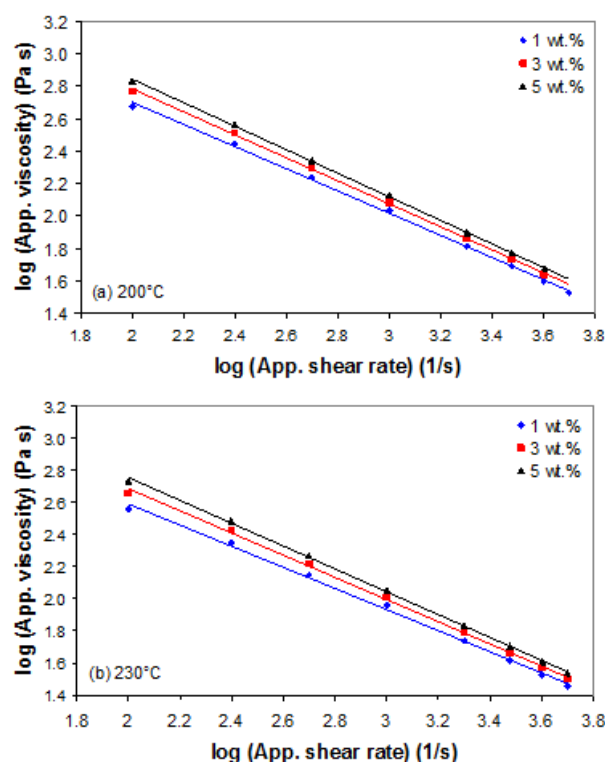 3.2
3.0
2.8
2.6
2.4
2.2
2.0
1.8
1.6
1.4
log (App. viscosity) (Pa s)
1 wt.%
3 wt.%
5 wt.%
(a) 200°C
1.8 2 2.2 2.4 2.6 2.8 3 3.2 3.4 3.6 3.8
log (App. shear rate) (1/s)
3.2
3.0
2.8
2.6
2.4
2.2
2.0
1.8
1.6
1.4
log (App. viscosity) (Pa s)
1 wt.%
3 wt.%
5 wt.%
(b) 230°C
1.8 2 2.2 2.4 2.6 2.8 3 3.2 3.4 3.6 3.8
log (App. shear rate) (1/s)